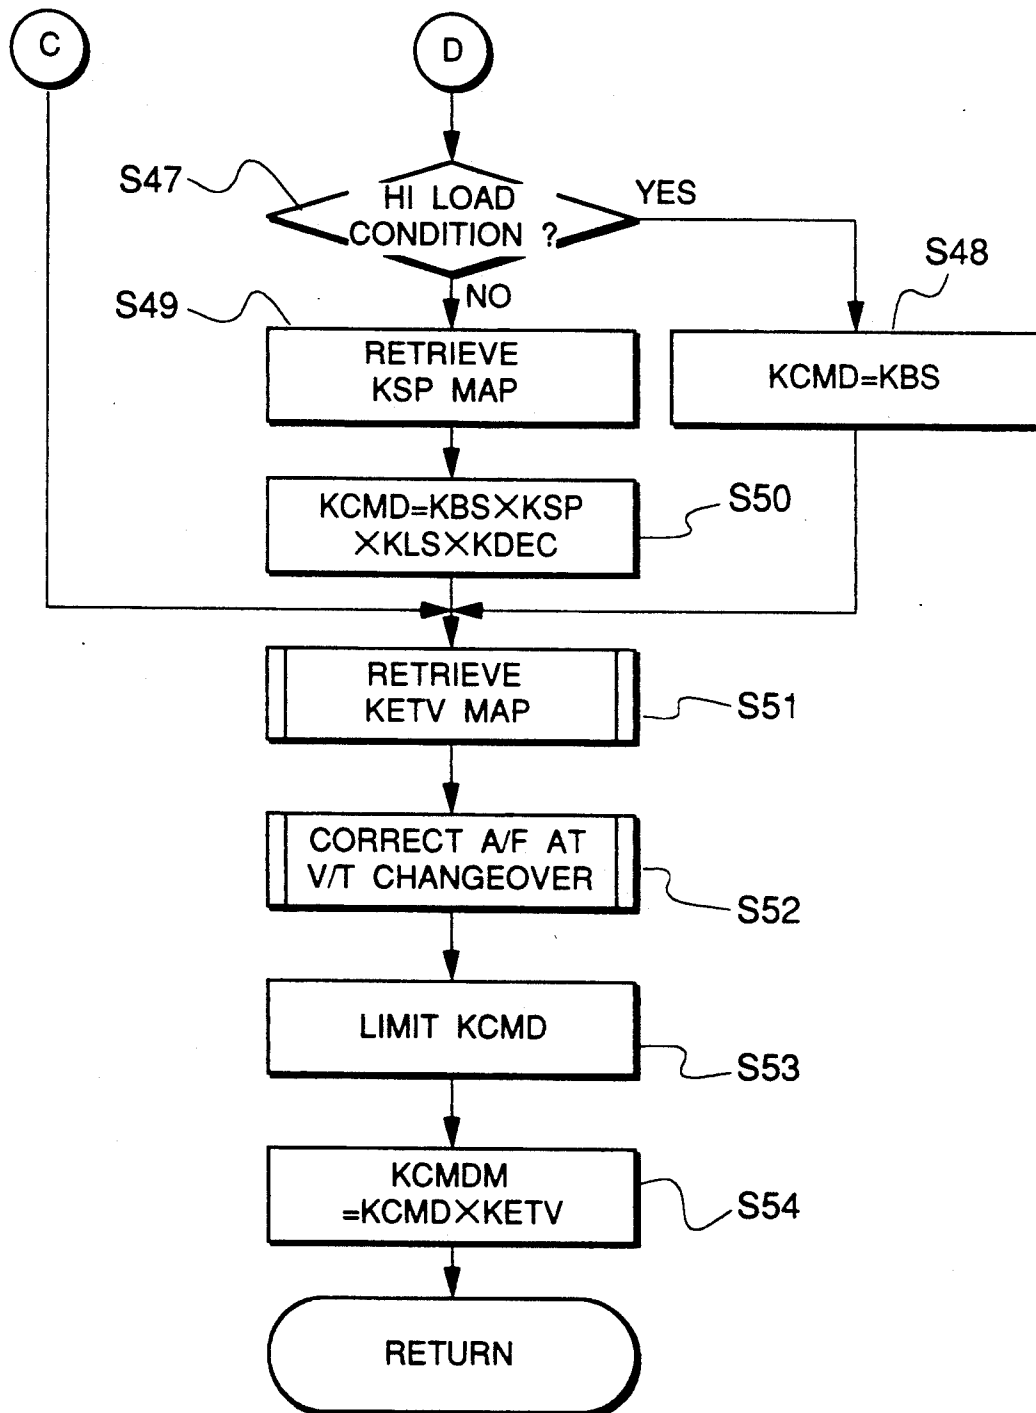 C
D
S47
HI LOAD
CONDITION ?
YES
NO
S48
KCMD=KBS
S49
RETRIEVE
KSP MAP
KCMD=KBS×KSP
×KLS×KDEC
S50
RETRIEVE
KETV MAP
S51
CORRECT A/F AT
V/T CHANGEOVER
S52
LIMIT KCMD
S53
KCMDM
=KCMD×KETV
S54
RETURN